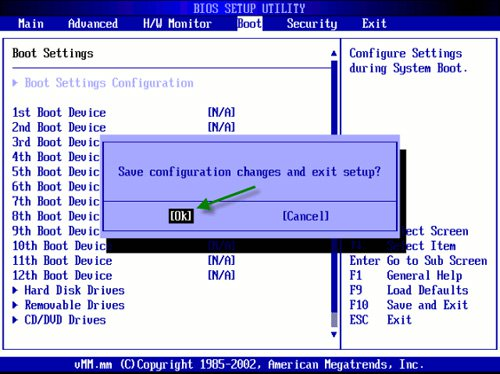 BIOS SETUP UTILITY
Main Advanced H/W Monitor Boot Security Exit
Boot Settings
Boot Settings Configuration
1st Boot Device [N/A]
2nd Boot Device [N/A]
3rd Boot Devic
4th Boot Devic
5th Boot Devic
6th Boot Devic
7th Boot Devic
8th Boot Devic
9th Boot Devic
10th Boot Devic [N/A]
11th Boot Device [N/A]
12th Boot Device [N/A]
Hard Disk Drives
Removable Drives
CD/DVD Drives
Save configuration changes and exit setup?
[Ok] [Cancel]
Configure Settings
during System Boot.
ect Screen
Select Item
Enter Go to Sub Screen
F1 General Help
F9 Load Defaults
F10 Save and Exit
ESC Exit
vMM.mm (C)Copyright 1985-2002, American Megatrends, Inc.